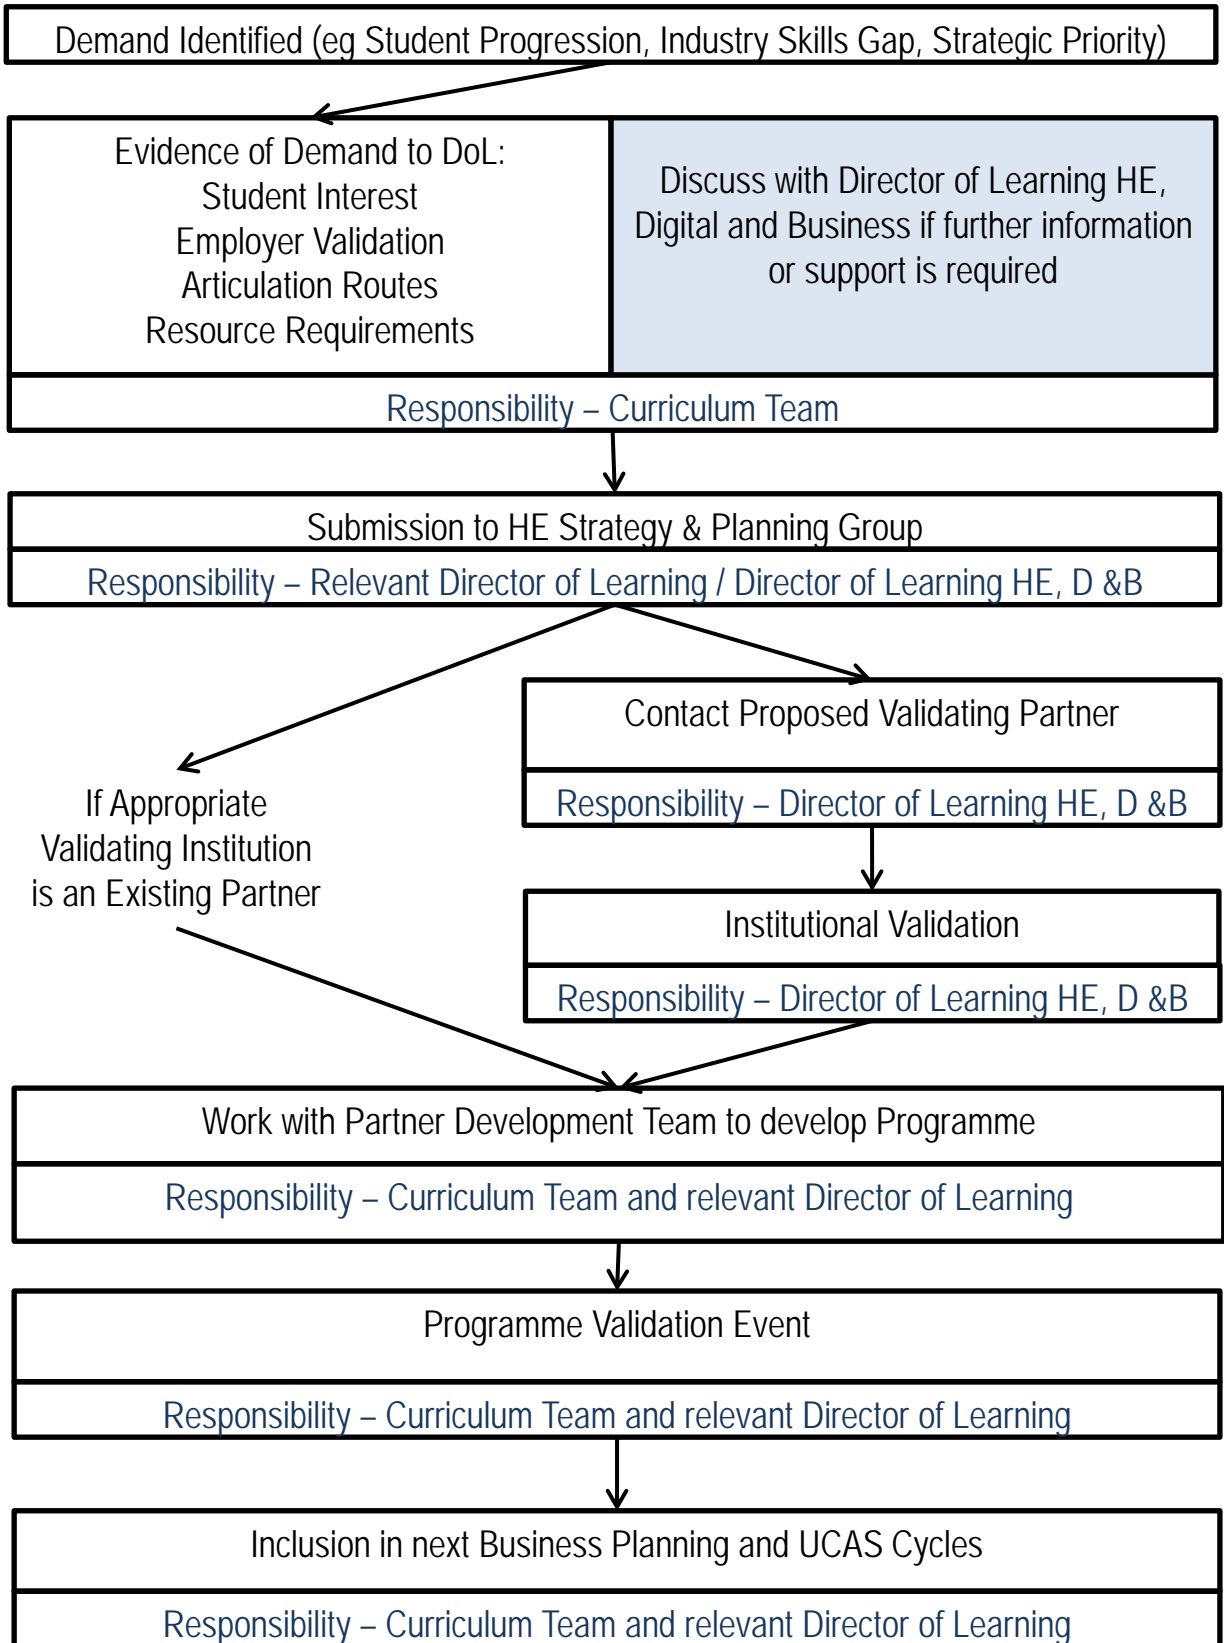 Demand Identified (eg Student Progression, Industry Skills Gap, Strategic Priority)
Evidence of Demand to DoL:
Student Interest
Employer Validation
Articulation Routes
Resource Requirements
Discuss with Director of Learning HE,
Digital and Business if further information
or support is required
Responsibility – Curriculum Team
Submission to HE Strategy & Planning Group
Responsibility – Relevant Director of Learning / Director of Learning HE, D &B
Contact Proposed Validating Partner
Responsibility – Director of Learning HE, D &B
If Appropriate
Validating Institution
is an Existing Partner
Institutional Validation
Responsibility – Director of Learning HE, D &B
Work with Partner Development Team to develop Programme
Responsibility – Curriculum Team and relevant Director of Learning
Programme Validation Event
Responsibility – Curriculum Team and relevant Director of Learning
Inclusion in next Business Planning and UCAS Cycles
Responsibility – Curriculum Team and relevant Director of Learning